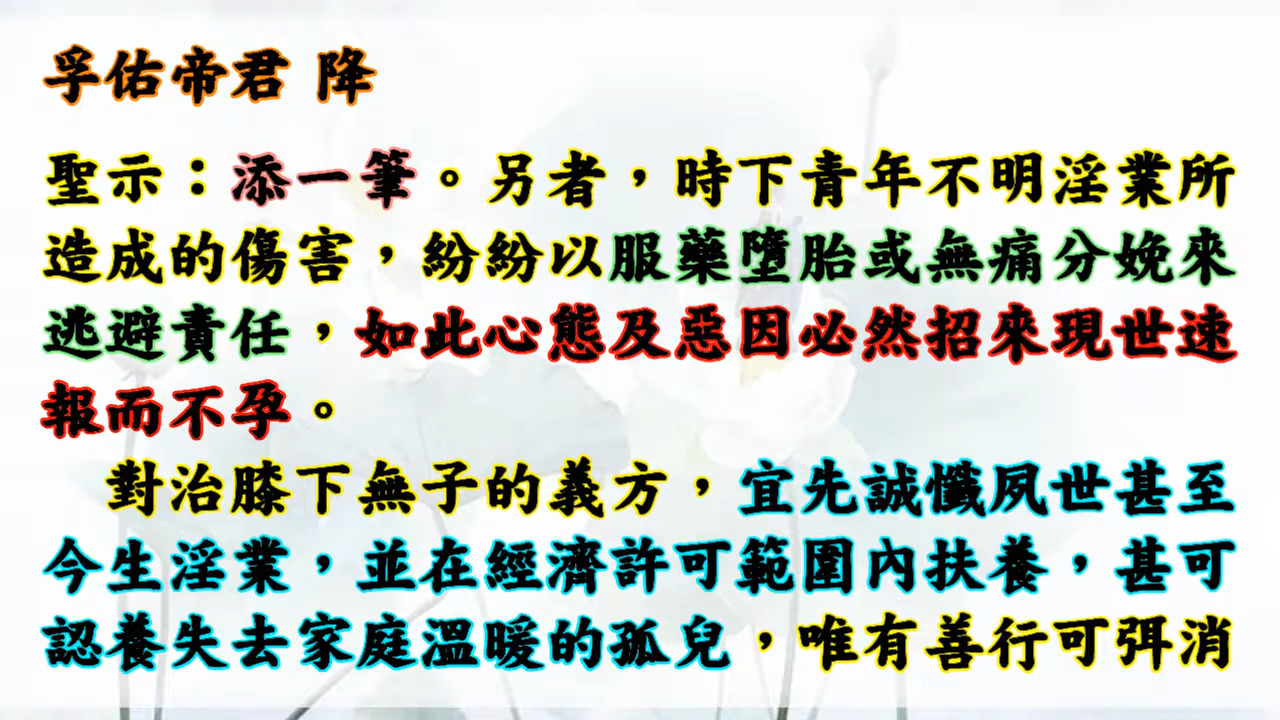 孚佑帝君 降
聖示：添一筆。另者，時下青年不明淫業所
造成的傷害，紛紛以服藥墮胎或無痛分娩來
逃避責任，如此心態及惡因必然招來現世速
報而不孕。
對治膝下無子的義方，宜先誠懺夙世甚至
今生淫業，並在經濟許可範圍內扶養，甚可
認養失去家庭溫暖的孤兒，唯有善行可弭消